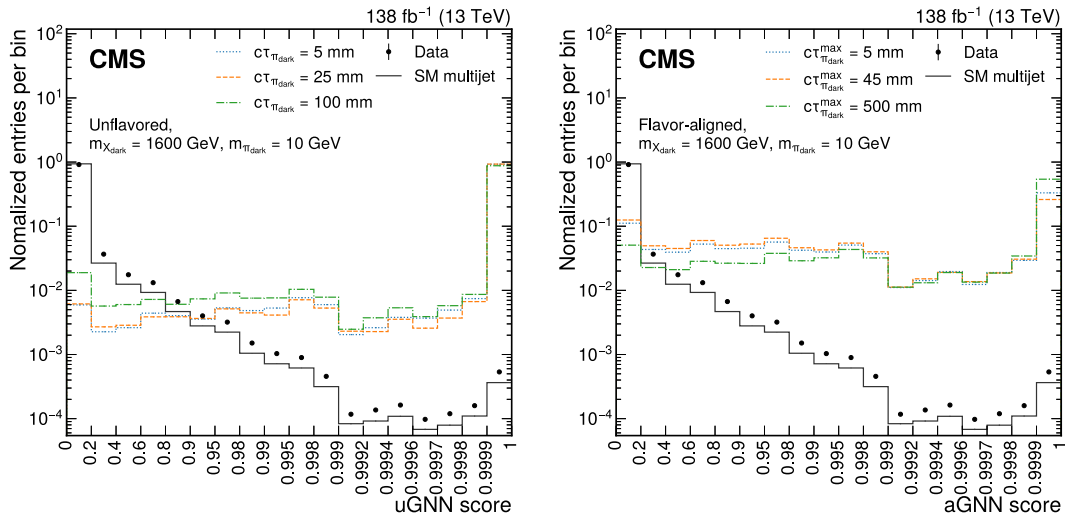 138 fb⁻¹ (13 TeV)
CMS
cτ_πdark = 5 mm
cτ_πdark = 25 mm
cτ_πdark = 100 mm
Data
SM multijet
Unflavored,
m_Xdark = 1600 GeV, m_πdark = 10 GeV
Nomalized entries per bin
10²
10¹
10⁰
10⁻¹
10⁻²
10⁻³
10⁻⁴
0 0.2 0.4 0.6 0.8 0.9 0.95 0.98 0.99 0.995 0.998 0.999 0.9992 0.9994 0.9996 0.9997 0.9998 0.9999 1
uGNN score
138 fb⁻¹ (13 TeV)
CMS
cτ^max_πdark = 5 mm
cτ^max_πdark = 45 mm
cτ^max_πdark = 500 mm
Data
SM multijet
Flavor-aligned,
m_Xdark = 1600 GeV, m_πdark = 10 GeV
Nomalized entries per bin
10²
10¹
10⁰
10⁻¹
10⁻²
10⁻³
10⁻⁴
0 0.2 0.4 0.6 0.8 0.9 0.95 0.98 0.99 0.995 0.998 0.999 0.9992 0.9994 0.9996 0.9997 0.9998 0.9999 1
aGNN score